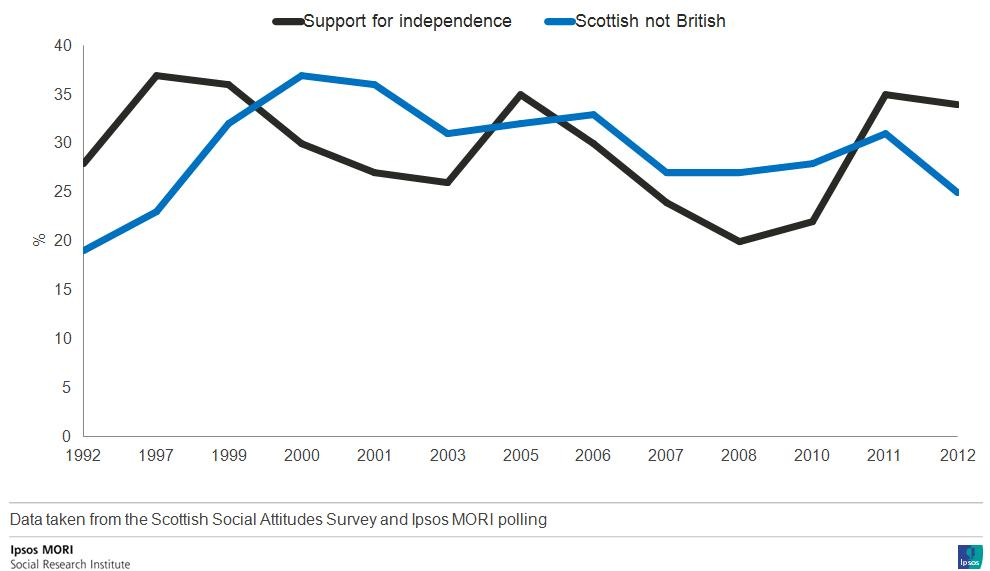 Support for independence
Scottish not British
40
35
30
25
20
15
10
5
0
%
1992 1997 1999 2000 2001 2003 2005 2006 2007 2008 2010 2011 2012
Data taken from the Scottish Social Attitudes Survey and Ipsos MORI polling
Ipsos MORI
Social Research Institute
Ipsos